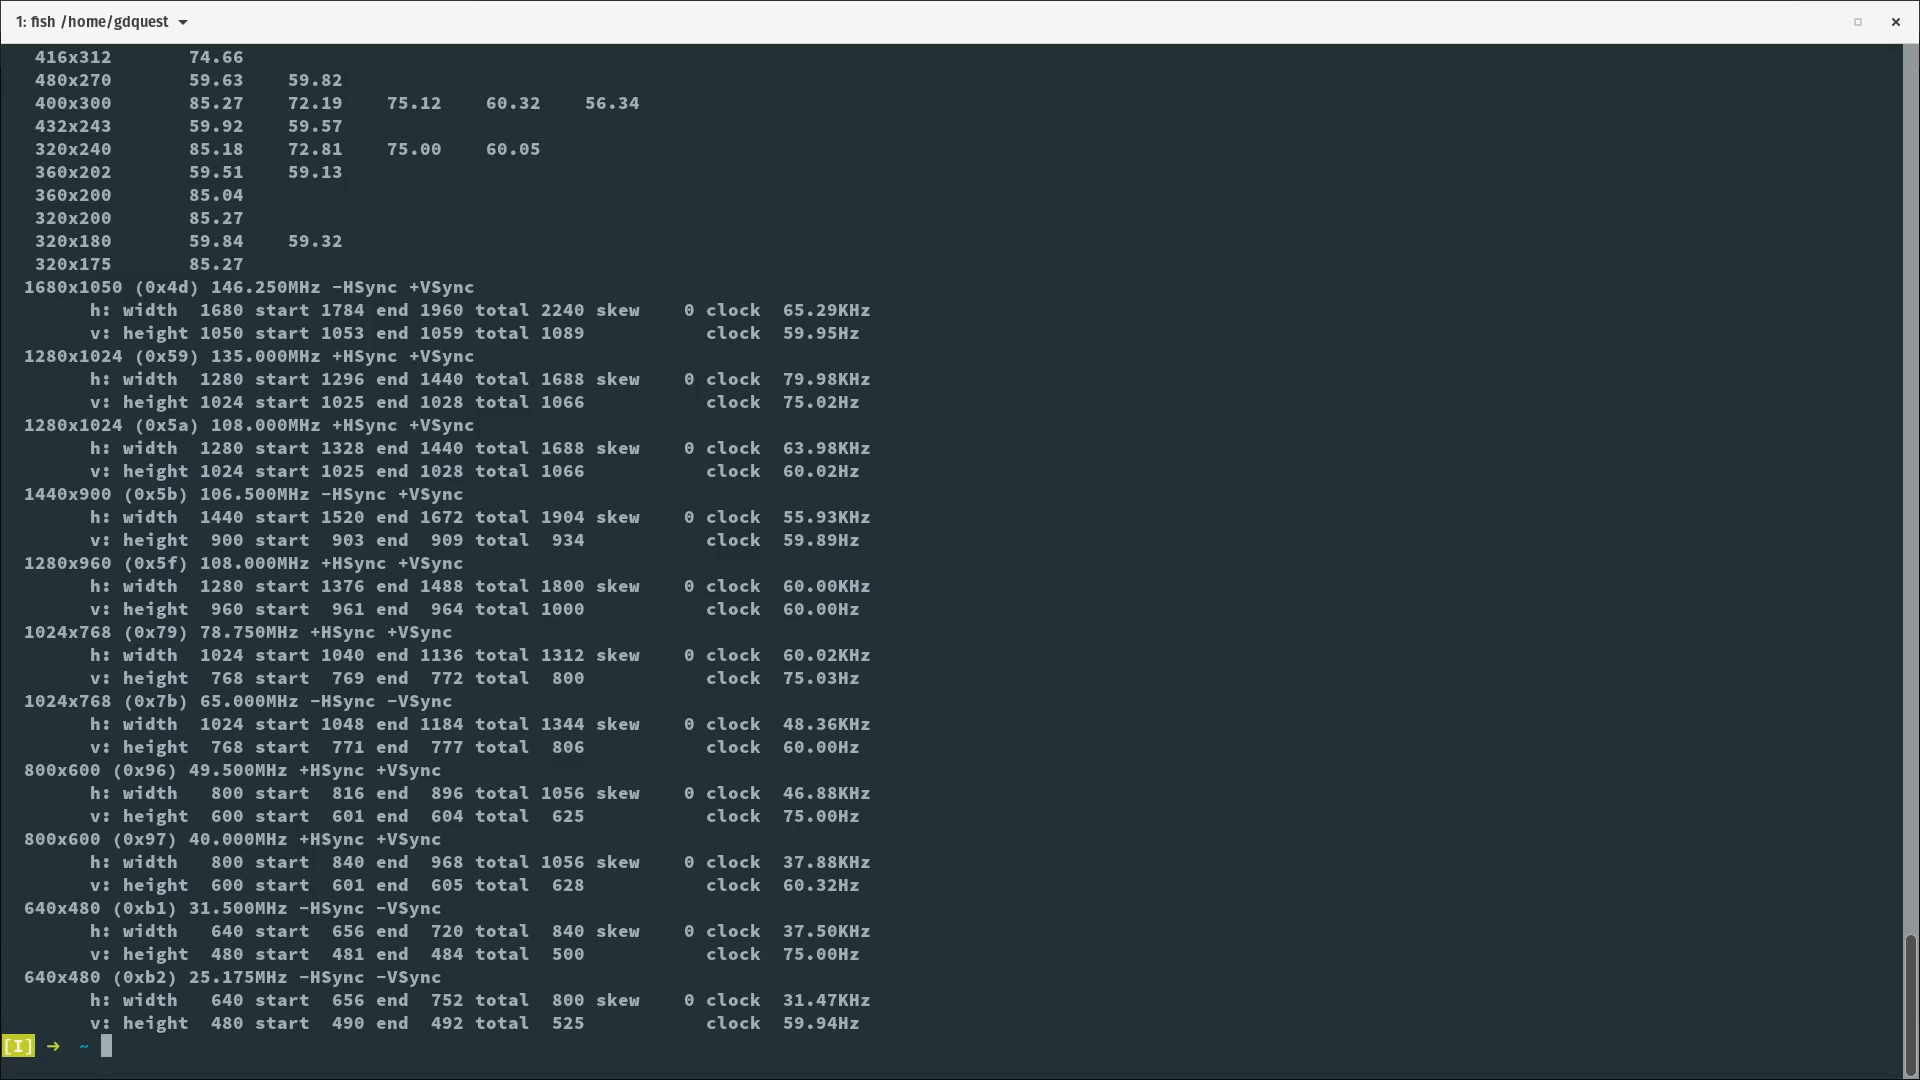 1: fish /home/gdquest
416x312 74.66
480x270 59.63 59.82
400x300 85.27 72.19 75.12 60.32 56.34
432x243 59.92 59.57
320x240 85.18 72.81 75.00 60.05
360x202 59.51 59.13
360x200 85.04
320x200 85.27
320x180 59.84 59.32
320x175 85.27
1680x1050 (0x4d) 146.250MHz -HSync +VSync
h: width 1680 start 1784 end 1960 total 2240 skew 0 clock 65.29KHz
v: height 1050 start 1053 end 1059 total 1089 clock 59.95Hz
1280x1024 (0x59) 135.000MHz +HSync +VSync
h: width 1280 start 1296 end 1440 total 1688 skew 0 clock 79.98KHz
v: height 1024 start 1025 end 1028 total 1066 clock 75.02Hz
1280x1024 (0x5a) 108.000MHz +HSync +VSync
h: width 1280 start 1328 end 1440 total 1688 skew 0 clock 63.98KHz
v: height 1024 start 1025 end 1028 total 1066 clock 60.02Hz
1440x900 (0x5b) 106.500MHz -HSync +VSync
h: width 1440 start 1520 end 1672 total 1904 skew 0 clock 55.93KHz
v: height 900 start 903 end 909 total 934 clock 59.89Hz
1280x960 (0x5f) 108.000MHz +HSync +VSync
h: width 1280 start 1376 end 1488 total 1800 skew 0 clock 60.00KHz
v: height 960 start 961 end 964 total 1000 clock 60.00Hz
1024x768 (0x79) 78.750MHz +HSync +VSync
h: width 1024 start 1040 end 1136 total 1312 skew 0 clock 60.02KHz
v: height 768 start 769 end 772 total 800 clock 75.03Hz
1024x768 (0x7b) 65.000MHz -HSync -VSync
h: width 1024 start 1048 end 1184 total 1344 skew 0 clock 48.36KHz
v: height 768 start 771 end 777 total 806 clock 60.00Hz
800x600 (0x96) 49.500MHz +HSync +VSync
h: width 800 start 816 end 896 total 1056 skew 0 clock 46.88KHz
v: height 600 start 601 end 604 total 625 clock 75.00Hz
800x600 (0x97) 40.000MHz +HSync +VSync
h: width 800 start 840 end 968 total 1056 skew 0 clock 37.88KHz
v: height 600 start 601 end 605 total 628 clock 60.32Hz
640x480 (0xb1) 31.500MHz -HSync -VSync
h: width 640 start 656 end 720 total 840 skew 0 clock 37.50KHz
v: height 480 start 481 end 484 total 500 clock 75.00Hz
640x480 (0xb2) 25.175MHz -HSync -VSync
h: width 640 start 656 end 752 total 800 skew 0 clock 31.47KHz
v: height 480 start 490 end 492 total 525 clock 59.94Hz
[I] ➜ ~